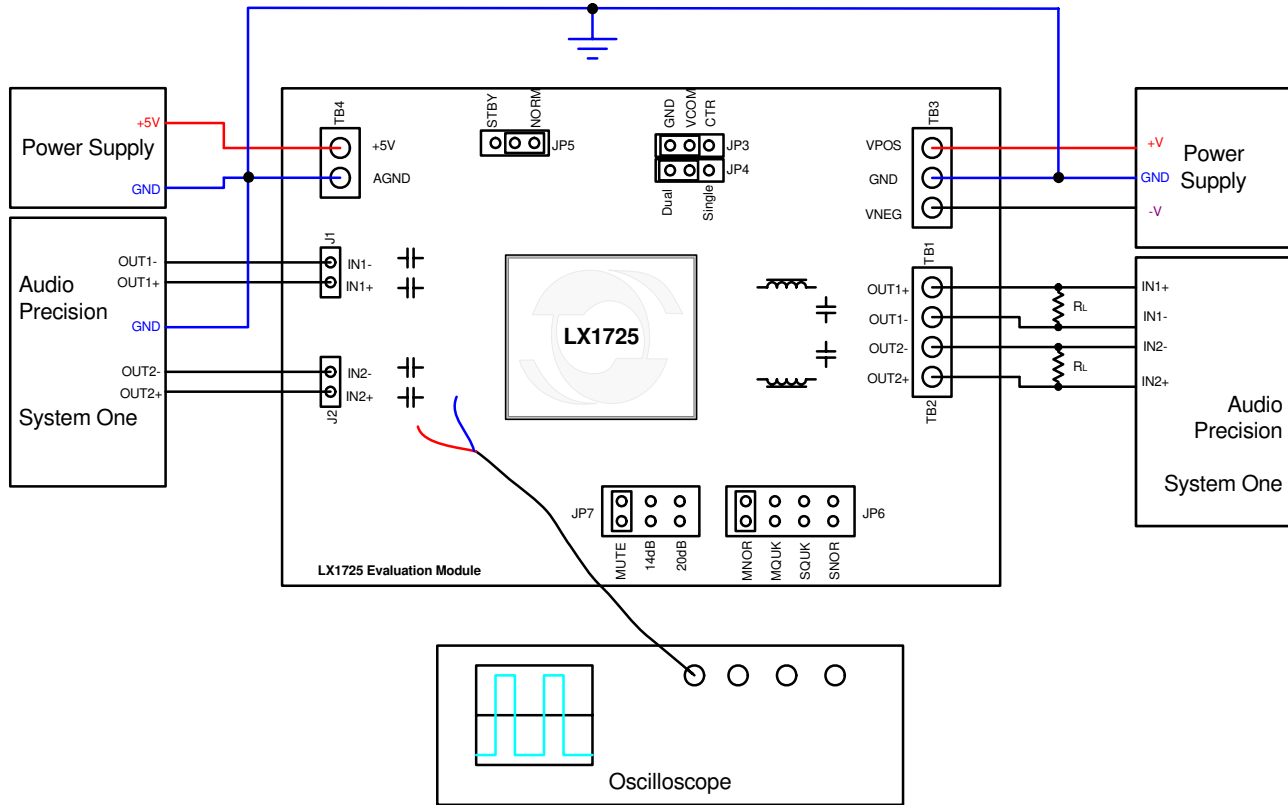 Power Supply
+5V
GND
TB4
+5V
AGND
STBY
NORM
JP5
GND
VCOM
CTR
JP3
JP4
Dual
Single
TB3
VPOS
GND
VNEG
+V
GND
-V
Power
Supply
Audio
Precision
System One
OUT1-
OUT1+
GND
OUT2-
OUT2+
J1
IN1-
IN1+
IN2-
IN2+
J2
LX1725
TB1
OUT1+
OUT1-
OUT2-
OUT2+
TB2
RL
RL
IN1+
IN1-
IN2-
IN2+
Audio
Precision
System One
JP7
MUTE
14dB
20dB
JP6
MNOR
MQUK
SQUK
SNOR
LX1725 Evaluation Module
Oscilloscope